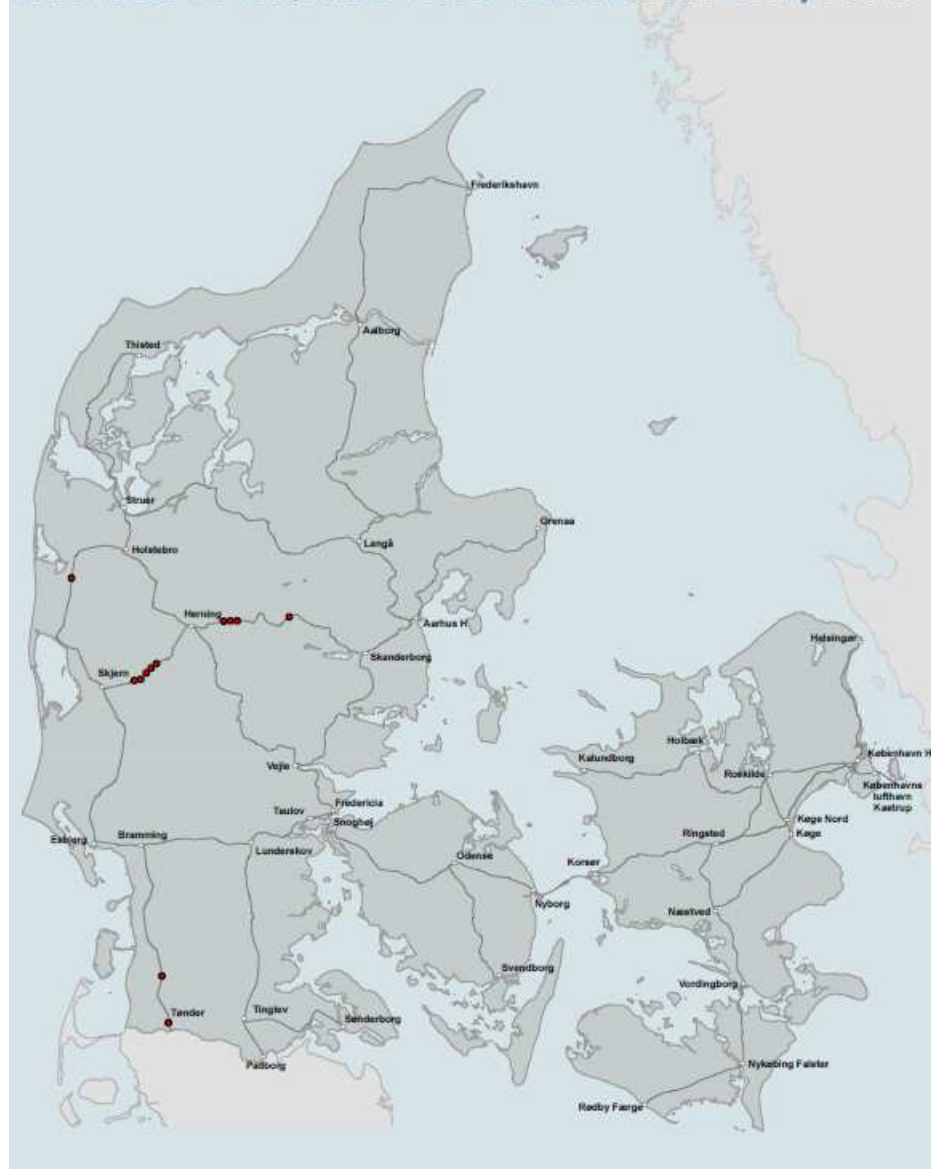 Frederikshavn
Aalborg
Thisted
Struer
Grenaa
Langå
Holstebro
Herning
Aarhus H
Helsingør
Skanderborg
Skjern
Holbæk
København H
Kalundborg
Vejle
Roskilde
Københavns
lufthavn
Kastrup
Fredericia
Taulov
Snoghøj
Køge Nord
Esbjerg
Bramming
Ringsted
Køge
Lunderskov
Odense
Korsør
Nyborg
Næstved
Svendborg
Vordingborg
Tønder
Tinglev
Sønderborg
Padborg
Nykøbing Falster
Rødby Færge